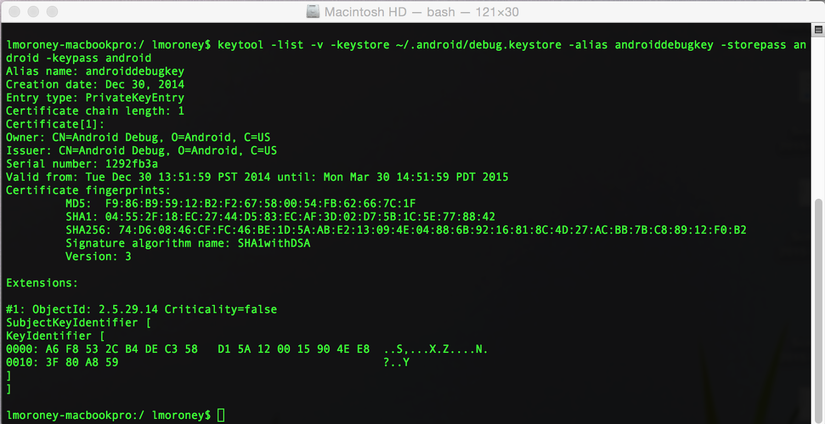 Macintosh HD — bash — 121×30
lmoroney-macbookpro:/ lmoroney$ keytool -list -v -keystore ~/.android/debug.keystore -alias androiddebugkey -storepass an
droid -keypass android
Alias name: androiddebugkey
Creation date: Dec 30, 2014
Entry type: PrivateKeyEntry
Certificate chain length: 1
Certificate[1]:
Owner: CN=Android Debug, O=Android, C=US
Issuer: CN=Android Debug, O=Android, C=US
Serial number: 1292fb3a
Valid from: Tue Dec 30 13:51:59 PST 2014 until: Mon Mar 30 14:51:59 PDT 2015
Certificate fingerprints:
MD5:  F9:86:B9:59:12:B2:F2:67:58:00:54:FB:62:66:7C:1F
SHA1: 04:55:2F:18:EC:27:44:D5:83:EC:AF:3D:02:D7:5B:1C:5E:77:88:42
SHA256: 74:D6:08:46:CF:FC:46:BE:1D:5A:AB:E2:13:09:4E:04:88:6B:92:16:81:8C:4D:27:AC:BB:7B:C8:89:12:F0:B2
Signature algorithm name: SHA1withDSA
Version: 3
Extensions:
#1: ObjectId: 2.5.29.14 Criticality=false
SubjectKeyIdentifier [
KeyIdentifier [
0000: A6 F8 53 2C B4 DE C3 58   D1 5A 12 00 15 90 4E E8  ..S,...X.Z....N.
0010: 3F 80 A8 59                                        ?..Y
]
]
lmoroney-macbookpro:/ lmoroney$